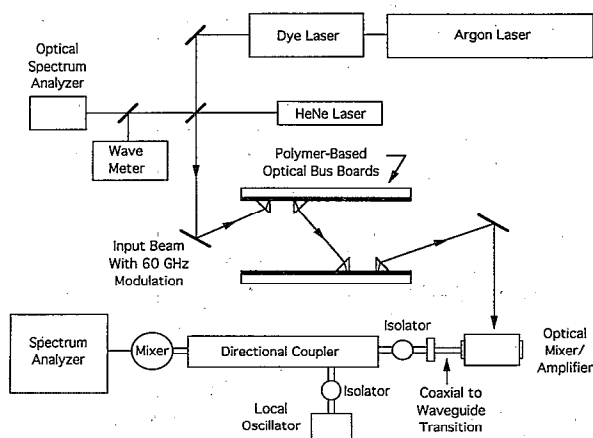 Dye Laser
Argon Laser
Optical
Spectrum
Analyzer
HeNe Laser
Wave
Meter
Polymer-Based
Optical Bus Boards
Input Beam
With 60 GHz
Modulation
Isolator
Spectrum
Analyzer
Mixer
Directional Coupler
Optical
Mixer/
Amplifier
Isolator
Coaxial to
Waveguide
Transition
Local
Oscillator